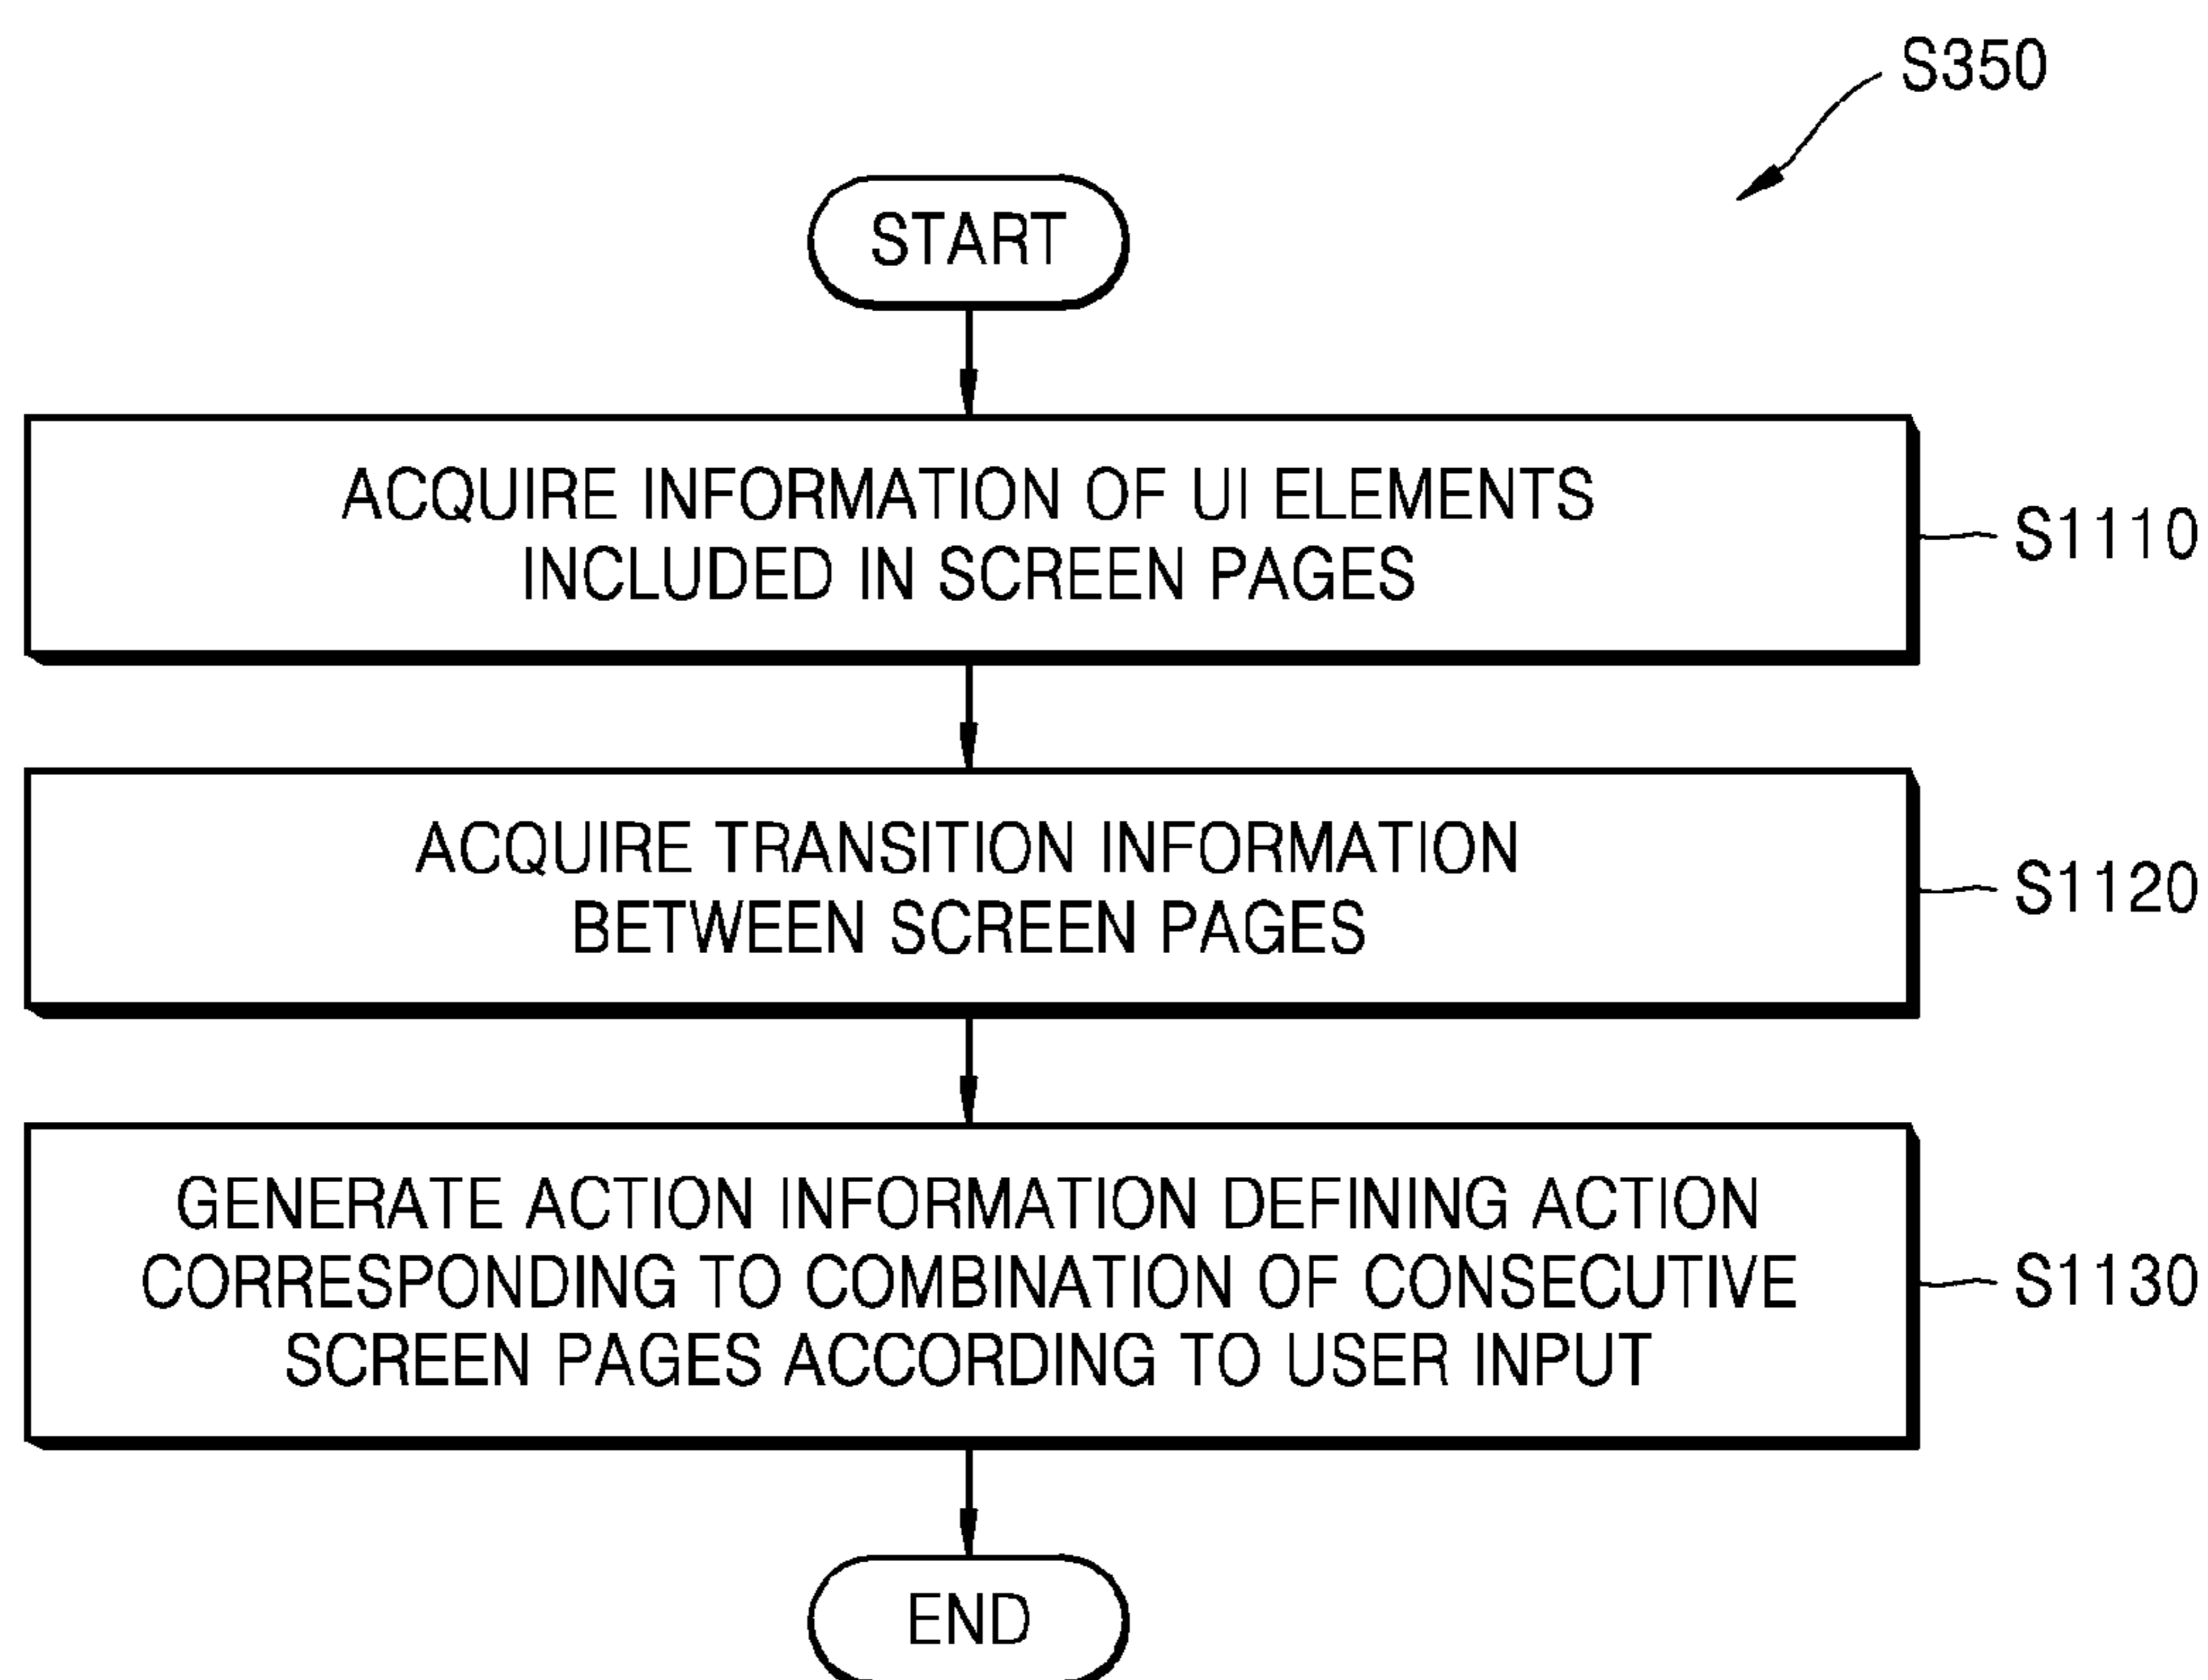 S350
START
ACQUIRE INFORMATION OF UI ELEMENTS
INCLUDED IN SCREEN PAGES
S1110
ACQUIRE TRANSITION INFORMATION
BETWEEN SCREEN PAGES
S1120
GENERATE ACTION INFORMATION DEFINING ACTION
CORRESPONDING TO COMBINATION OF CONSECUTIVE
SCREEN PAGES ACCORDING TO USER INPUT
S1130
END